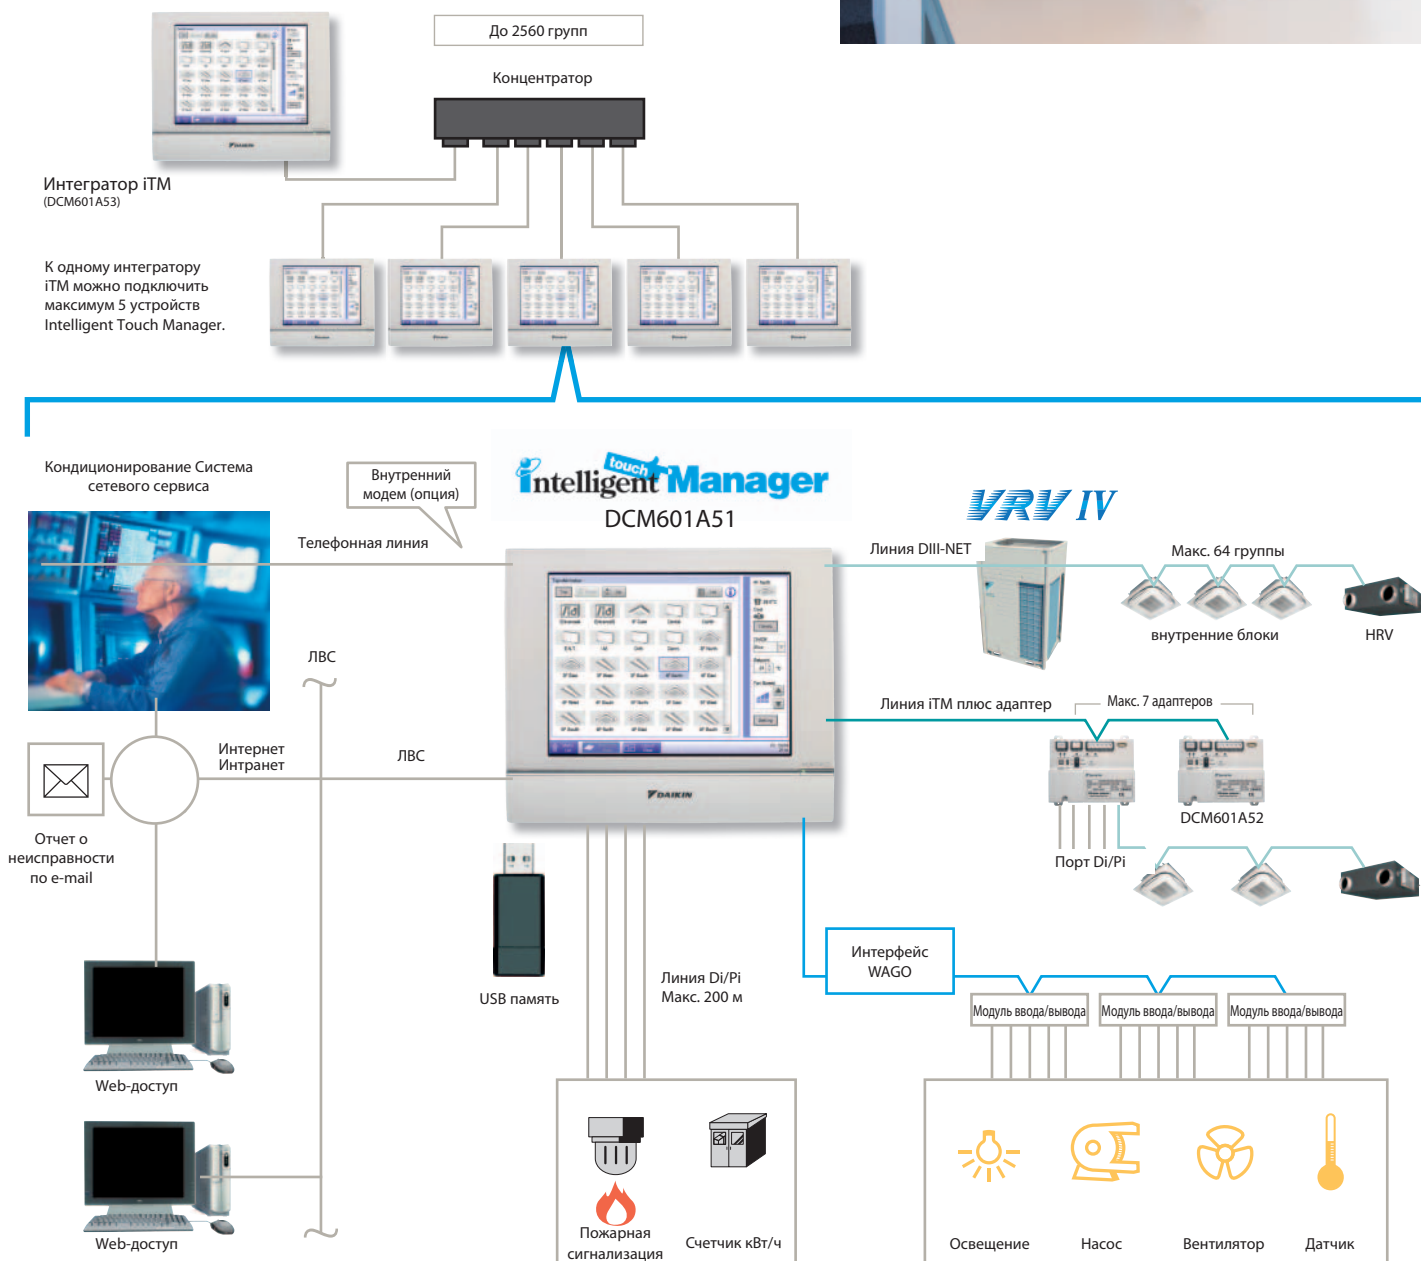 До 2560 групп
Концентратор
DAIKIN
Интегратор iTM
(DCM601A53)
К одному интегратору
iTM можно подключить
максимум 5 устройств
Intelligent Touch Manager.
Кондиционирование Система
сетевого сервиса
Внутренний
модем (опция)
intelligent touch Manager
DCM601A51
VRV IV
Телефонная линия
Линия DIII-NET
Макс. 64 группы
внутренние блоки
HRV
ЛВС
Линия iTM плюс адаптер
Макс. 7 адаптеров
Интернет
Интранет
ЛВС
DAIKIN
DCM601A52
Отчет о
неисправности
по e-mail
Порт Di/Pi
USB память
Линия Di/Pi
Макс. 200 м
Интерфейс
WAGO
Модуль ввода/вывода
Модуль ввода/вывода
Модуль ввода/вывода
Web-доступ
Web-доступ
Пожарная
сигнализация
Счетчик кВт/ч
Освещение
Насос
Вентилятор
Датчик